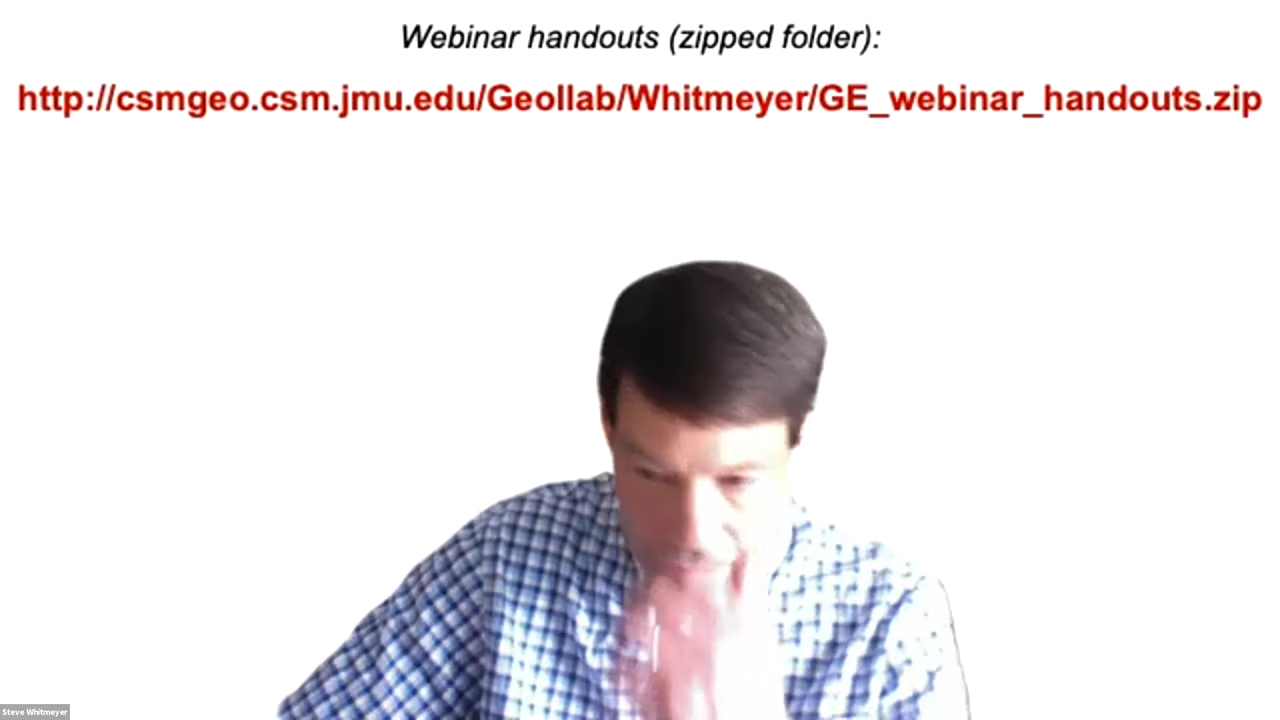 Webinar handouts (zipped folder):
http://csmgeo.csm.jmu.edu/Geollab/Whitmeyer/GE_webinar_handouts.zip
Steve Whitmeyer